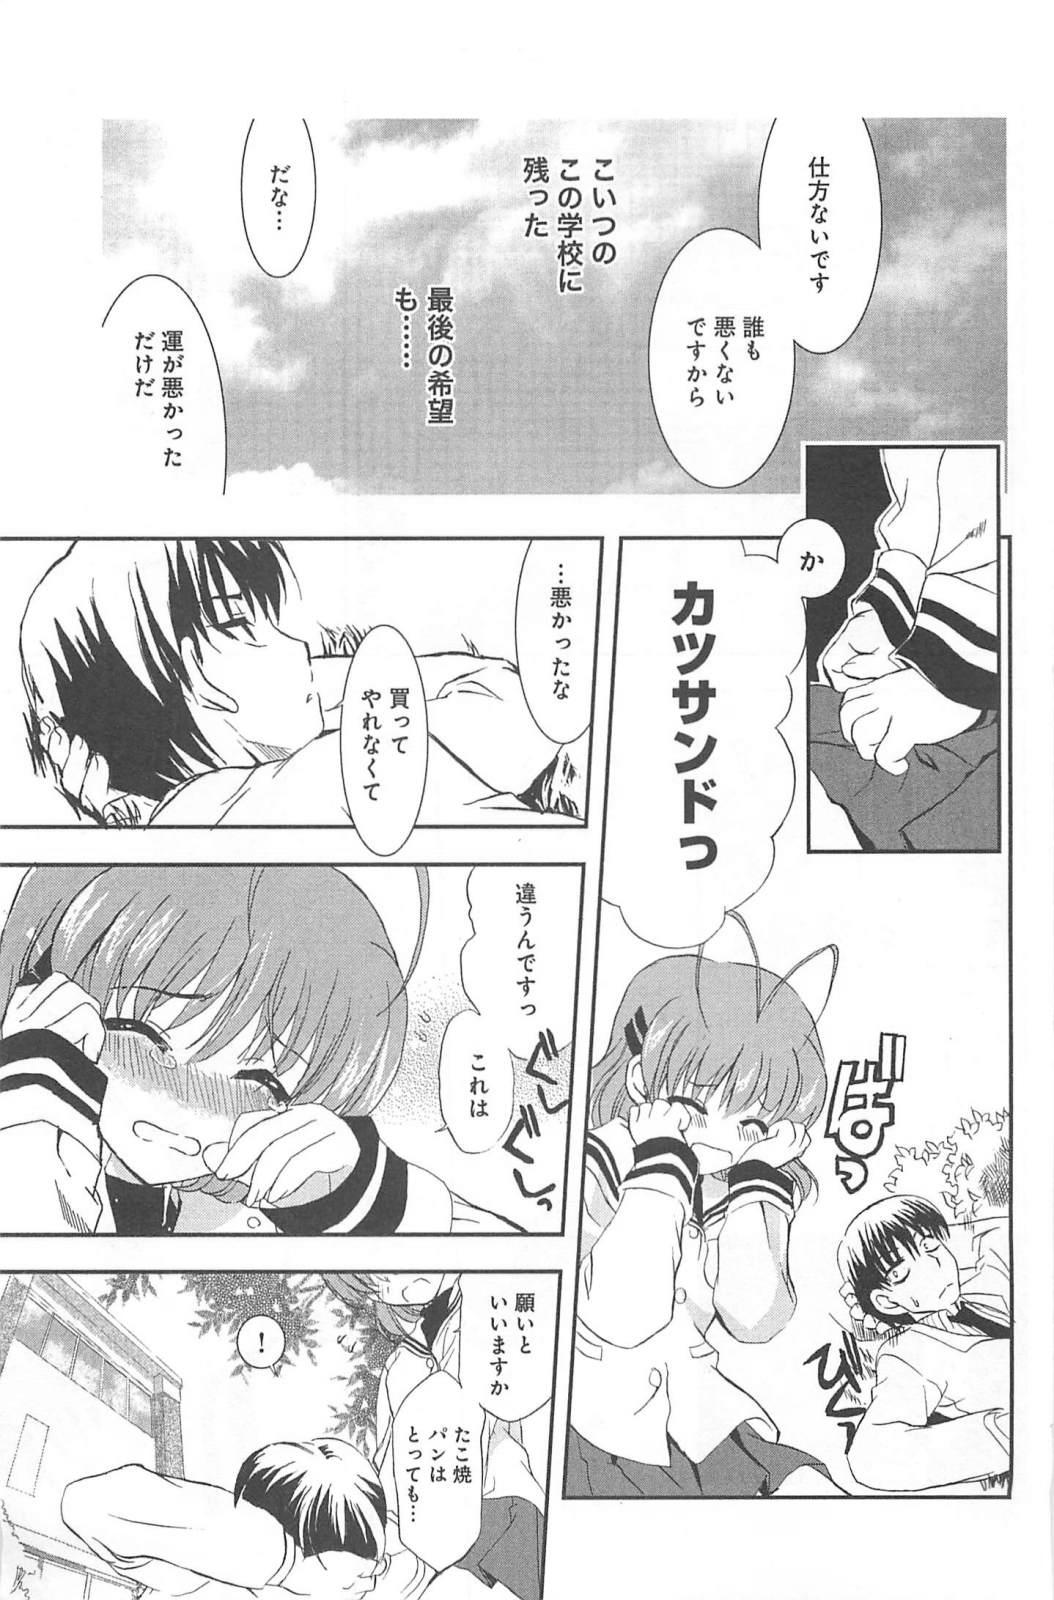 仕方ないです
誰も
悪くない
ですから
こいつの
この学校に
残った
最後の希望
も……
だな…
運が悪かった
だけだ
か
カツサンドっ
ばっ
びくっ
…悪かったな
買って
やれなくて
違うんですっ
これは
ぐしぐしっ
願いと
いいますか
たこ焼
パンは
とっても…
！